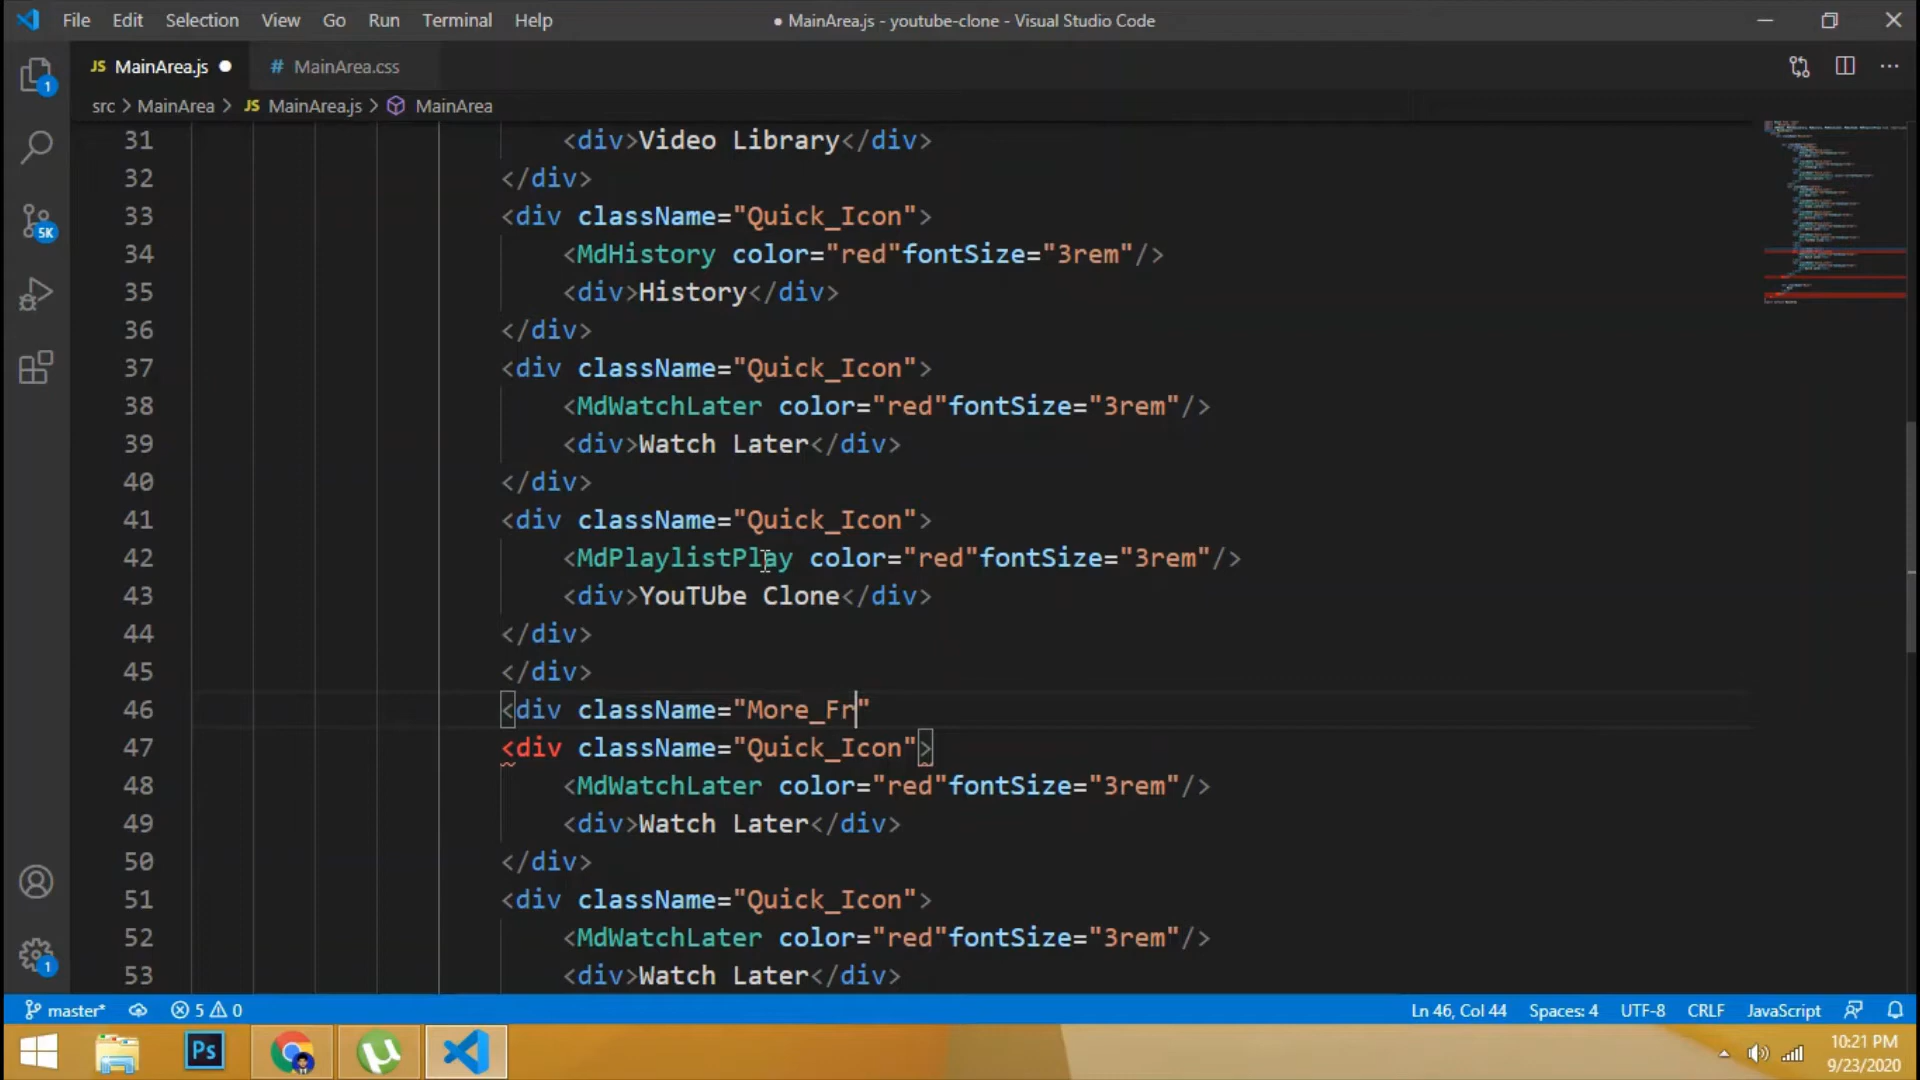 File Edit Selection View Go Run Terminal Help ● MainArea.js - youtube-clone - Visual Studio Code
JS MainArea.js ● # MainArea.css
src > MainArea > JS MainArea.js > MainArea
31 <div>Video Library</div>
32 </div>
33 <div className="Quick_Icon">
34 <MdHistory color="red"fontSize="3rem"/>
35 <div>History</div>
36 </div>
37 <div className="Quick_Icon">
38 <MdWatchLater color="red"fontSize="3rem"/>
39 <div>Watch Later</div>
40 </div>
41 <div className="Quick_Icon">
42 <MdPlaylistPlay color="red"fontSize="3rem"/>
43 <div>YouTUbe Clone</div>
44 </div>
45 </div>
46 <div className="More_Fr"
47 <div className="Quick_Icon">
48 <MdWatchLater color="red"fontSize="3rem"/>
49 <div>Watch Later</div>
50 </div>
51 <div className="Quick_Icon">
52 <MdWatchLater color="red"fontSize="3rem"/>
53 <div>Watch Later</div>
1
5K
1
master* 5 0 Ln 46, Col 44 Spaces: 4 UTF-8 CRLF JavaScript
Ps
10:21 PM
9/23/2020